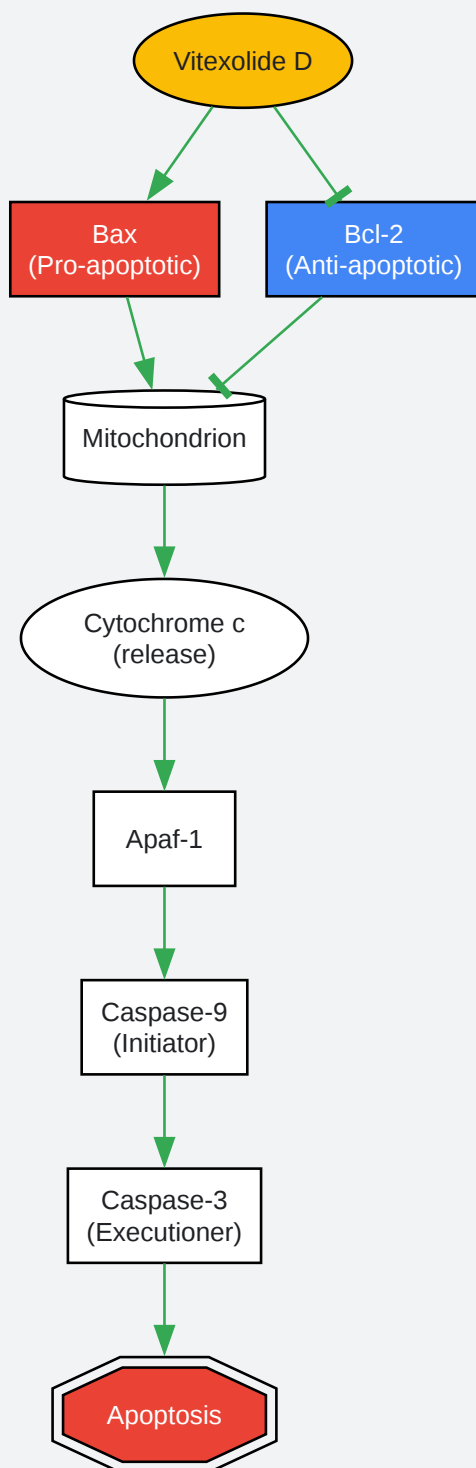 Vitexolide D
Bax
(Pro-apoptotic)
Bcl-2
(Anti-apoptotic)
Mitochondrion
Cytochrome c
(release)
Apaf-1
Caspase-9
(Initiator)
Caspase-3
(Executioner)
Apoptosis